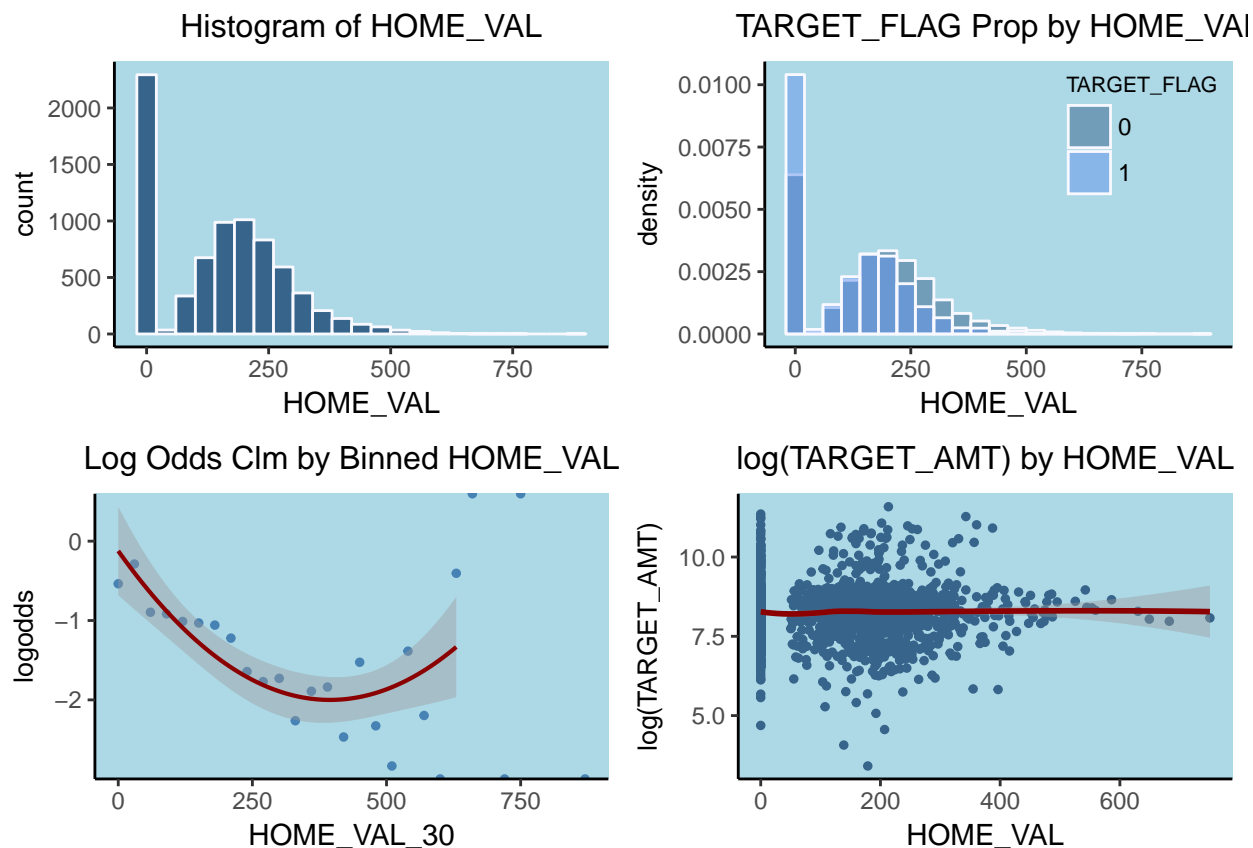 Histogram of HOME_VAL
2000
1500
1000
500
0
count
0 250 500 750
HOME_VAL
TARGET_FLAG Prop by HOME_VAL
TARGET_FLAG
0
1
0.0100
0.0075
0.0050
0.0025
0.0000
density
0 250 500 750
HOME_VAL
Log Odds Clm by Binned HOME_VAL
0
−1
−2
logodds
0 250 500 750
HOME_VAL_30
log(TARGET_AMT) by HOME_VAL
10.0
7.5
5.0
log(TARGET_AMT)
0 200 400 600
HOME_VAL